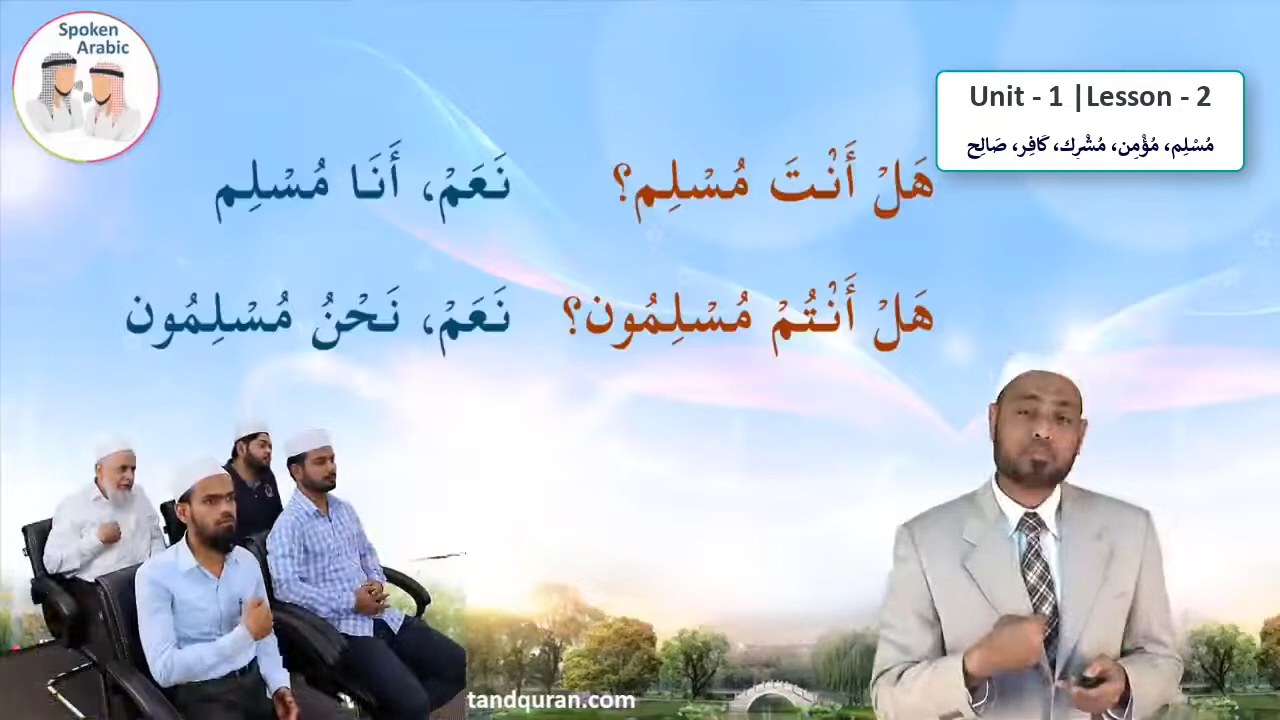 Spoken
Arabic
Unit - 1 |Lesson - 2
مُسْلِم، مُؤْمِن، مُشْرِك، كَافِر، صَالِح
هَلْ أَنْتَ مُسْلِم؟ نَعَمْ، أَنَا مُسْلِم
هَلْ أَنْتُمْ مُسْلِمُون؟ نَعَمْ، نَحْنُ مُسْلِمُون
tandquran.com